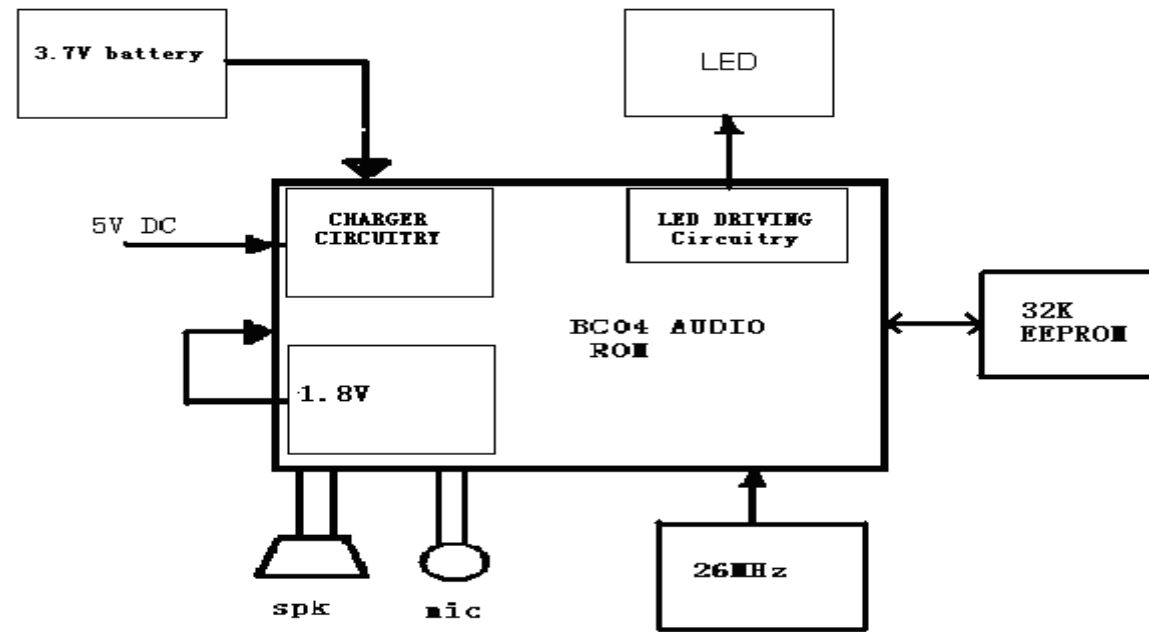 3.7V battery
LED
5V DC
CHARGER
CIRCUITRY
LED DRIVING
Circuitry
BC04 AUDIO
ROM
32K
EEPROM
1.8V
26MHz
spk
mic